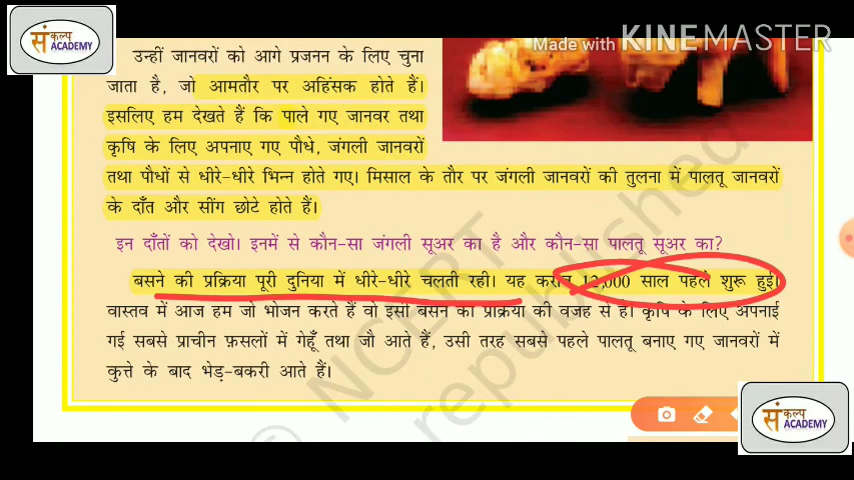 संकल्प ACADEMY
Made with KINEMASTER
उन्हीं जानवरों को आगे प्रजनन के लिए चुना
जाता है, जो आमतौर पर अहिंसक होते हैं।
इसलिए हम देखते हैं कि पाले गए जानवर तथा
कृषि के लिए अपनाए गए पौधे, जंगली जानवरों
तथा पौधों से धीरे-धीरे भिन्न होते गए। मिसाल के तौर पर जंगली जानवरों की तुलना में पालतू जानवरों
के दाँत और सींग छोटे होते हैं।
इन दाँतों को देखो। इनमें से कौन-सा जंगली सूअर का है और कौन-सा पालतू सूअर का?
बसने की प्रक्रिया पूरी दुनिया में धीरे-धीरे चलती रही। यह करीब 12,000 साल पहले शुरू हुई।
वास्तव में आज हम जो भोजन करते हैं वो इसी बसने की प्रक्रिया की वजह से है। कृषि के लिए अपनाई
गई सबसे प्राचीन फ़सलों में गेहूँ तथा जौ आते हैं, उसी तरह सबसे पहले पालतू बनाए गए जानवरों में
कुत्ते के बाद भेड़-बकरी आते हैं।
© NCERT
republished
संकल्प ACADEMY